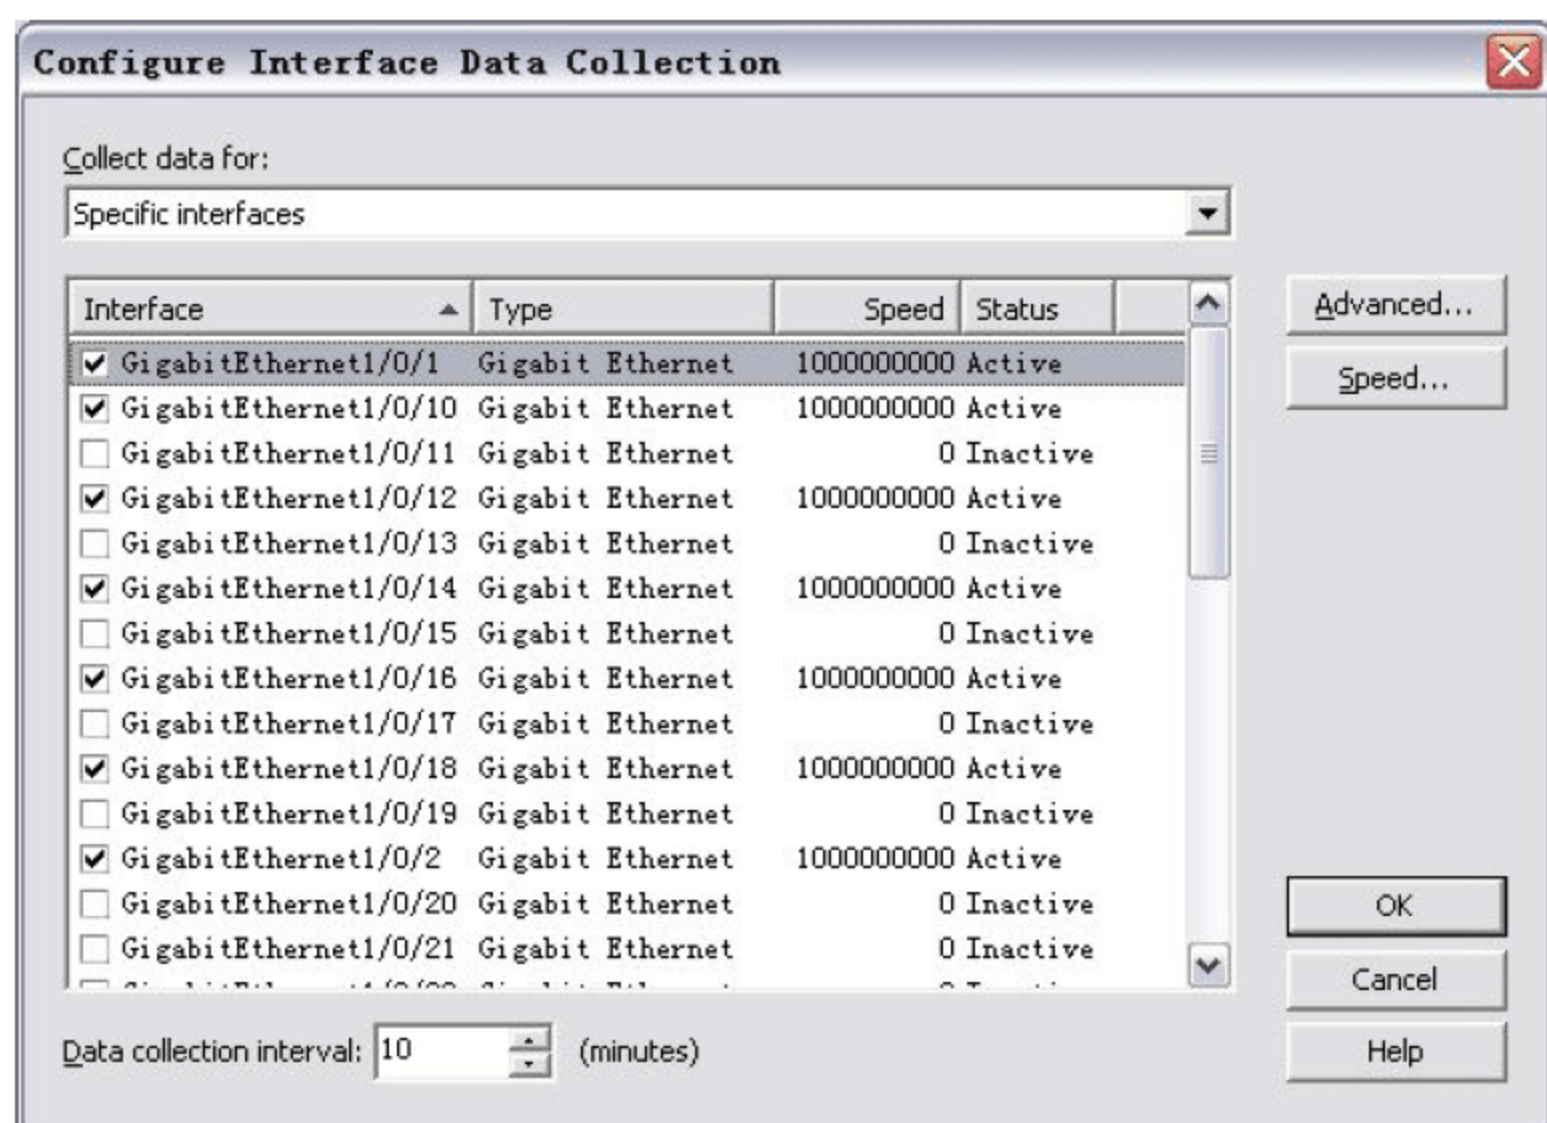 Configure Interface Data Collection
Collect data for:
Specific interfaces
Interface Type Speed Status
GigabitEthernet1/0/1 Gigabit Ethernet 1000000000 Active
GigabitEthernet1/0/10 Gigabit Ethernet 1000000000 Active
GigabitEthernet1/0/11 Gigabit Ethernet 0 Inactive
GigabitEthernet1/0/12 Gigabit Ethernet 1000000000 Active
GigabitEthernet1/0/13 Gigabit Ethernet 0 Inactive
GigabitEthernet1/0/14 Gigabit Ethernet 1000000000 Active
GigabitEthernet1/0/15 Gigabit Ethernet 0 Inactive
GigabitEthernet1/0/16 Gigabit Ethernet 1000000000 Active
GigabitEthernet1/0/17 Gigabit Ethernet 0 Inactive
GigabitEthernet1/0/18 Gigabit Ethernet 1000000000 Active
GigabitEthernet1/0/19 Gigabit Ethernet 0 Inactive
GigabitEthernet1/0/2 Gigabit Ethernet 1000000000 Active
GigabitEthernet1/0/20 Gigabit Ethernet 0 Inactive
GigabitEthernet1/0/21 Gigabit Ethernet 0 Inactive
Advanced...
Speed...
OK
Cancel
Help
Data collection interval: 10 (minutes)